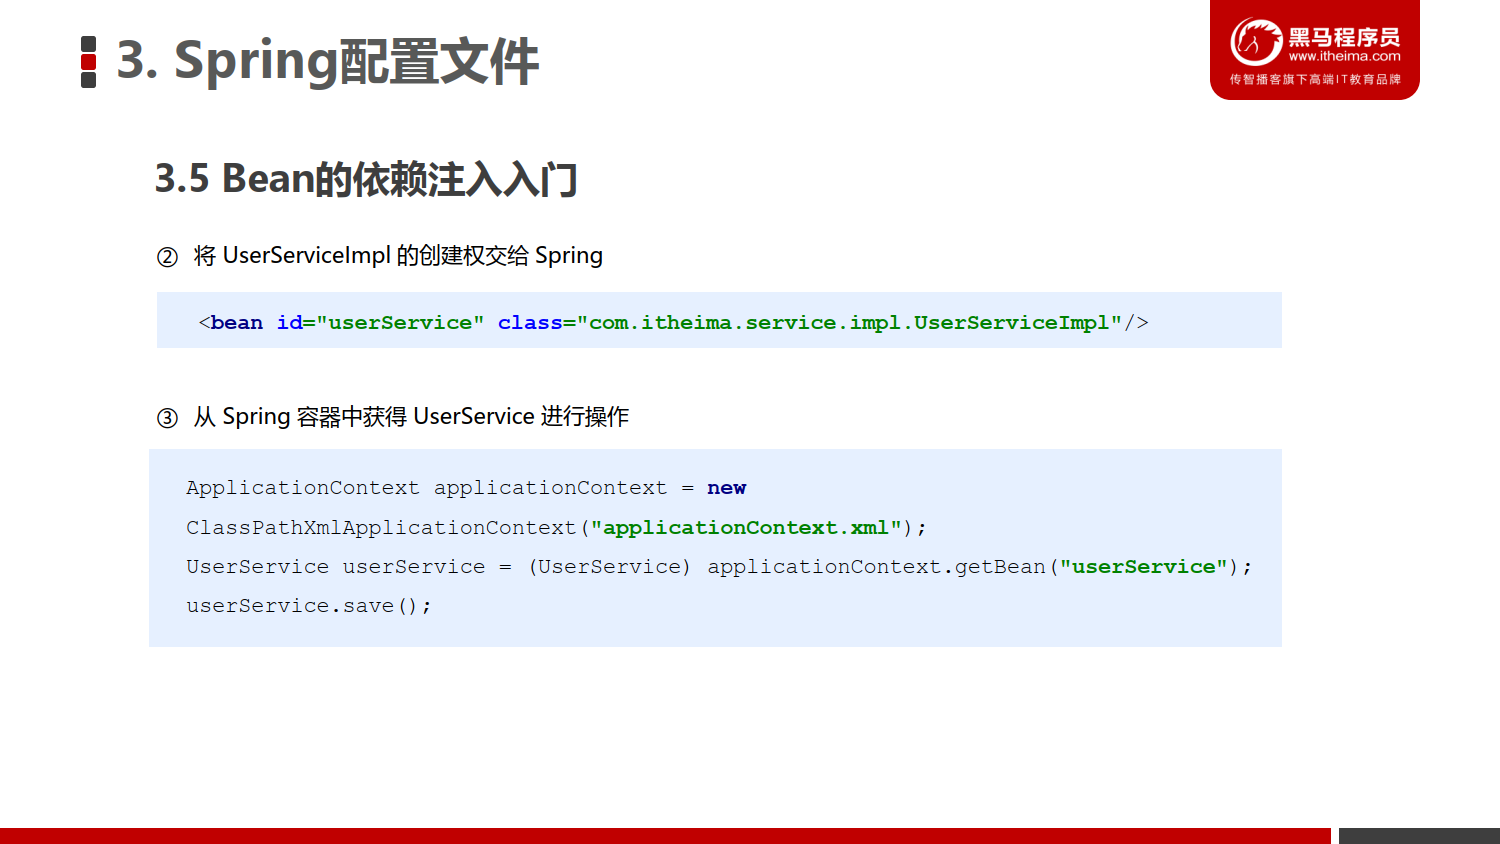 3. Spring配置文件
黑马程序员
www.itheima.com
传智播客旗下高端IT教育品牌
3.5 Bean的依赖注入入门
② 将 UserServiceImpl 的创建权交给 Spring
<bean id="userService" class="com.itheima.service.impl.UserServiceImpl"/>
③ 从 Spring 容器中获得 UserService 进行操作
ApplicationContext applicationContext = new
ClassPathXmlApplicationContext("applicationContext.xml");
UserService userService = (UserService) applicationContext.getBean("userService");
userService.save();